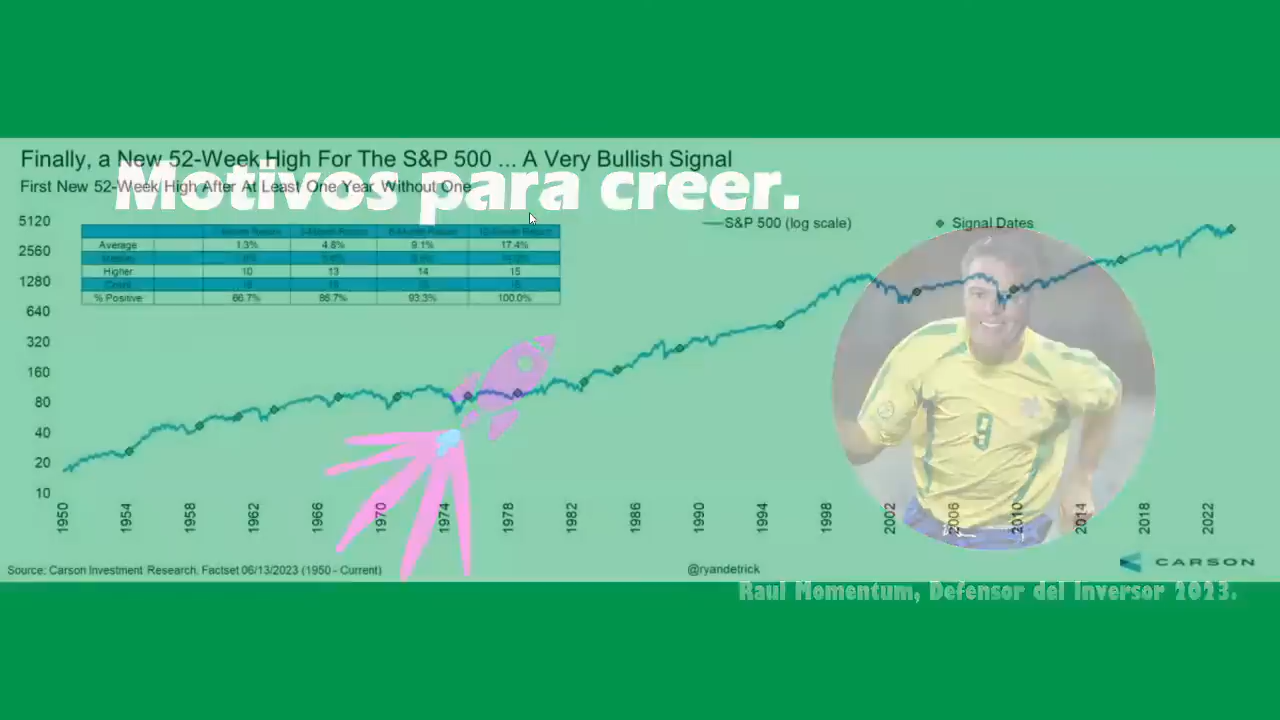 Finally, a New 52-Week High For The S&P 500 ... A Very Bullish Signal
Motivos para creer.
First New 52-Week High After At Least One Year Without One
S&P 500 (log scale)
Signal Dates
5120
2560
1280
640
320
160
80
40
20
10
Average 1.3% 4.8% 9.1% 17.4%
Higher 10 13 14 15
% Positive 66.7% 86.7% 93.3% 100.0%
9
1950 1954 1958 1962 1966 1970 1974 1978 1982 1986 1990 1994 1998 2002 2006 2010 2014 2018 2022
Source: Carson Investment Research, Factset 06/13/2023 (1950 - Current)
@ryandetrick
CARSON
Raul Momentum, Defensor del Inversor 2023.